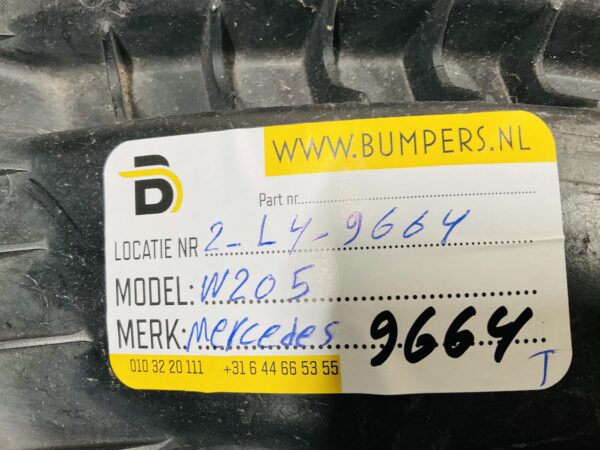 WWW.BUMPERS.NL
B
Part nr.
LOCATIE NR 2-L4-9664
MODEL: W205
MERK: Mercedes 9664
010 32 20 111 +31 6 44 66 53 55 T